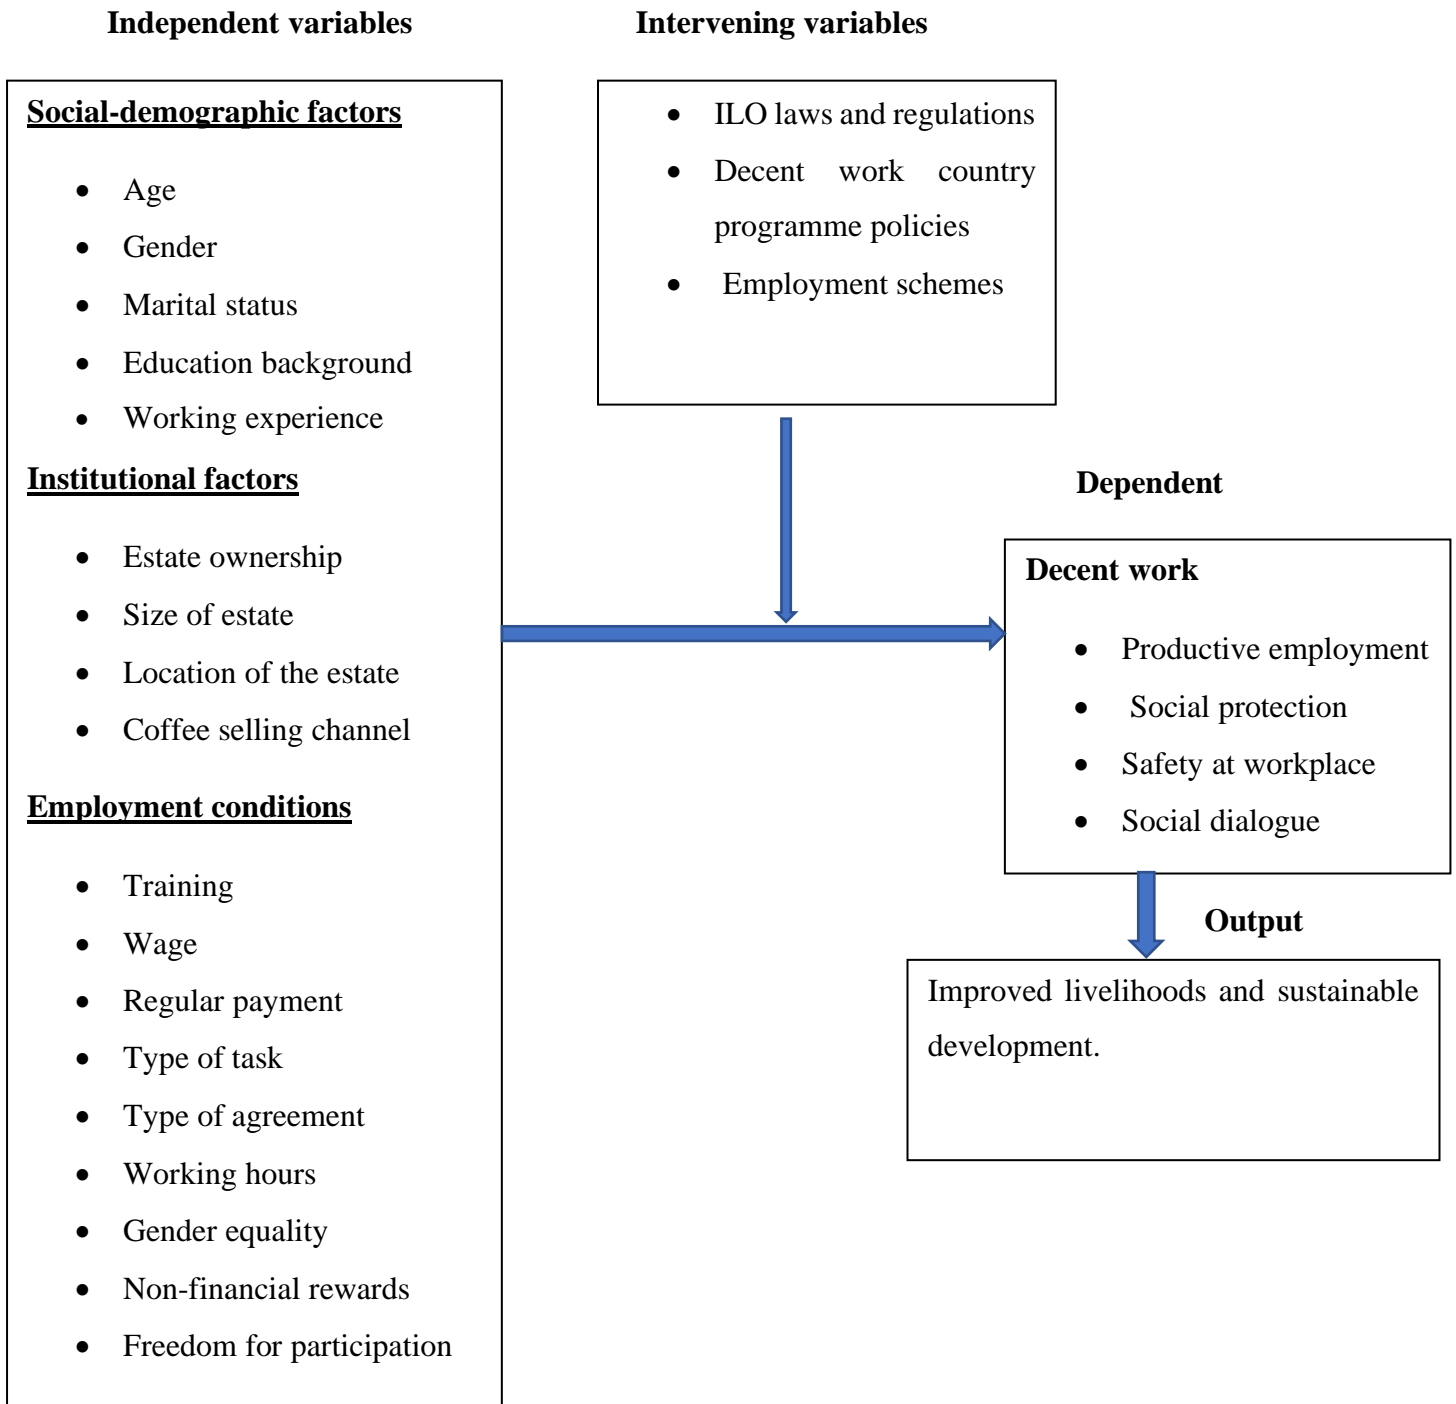 Independent variables
Intervening variables
Social-demographic factors
• Age
• Gender
• Marital status
• Education background
• Working experience
Institutional factors
• Estate ownership
• Size of estate
• Location of the estate
• Coffee selling channel
Employment conditions
• Training
• Wage
• Regular payment
• Type of task
• Type of agreement
• Working hours
• Gender equality
• Non-financial rewards
• Freedom for participation
• ILO laws and regulations
• Decent work country
programme policies
• Employment schemes
Dependent
Decent work
• Productive employment
• Social protection
• Safety at workplace
• Social dialogue
Output
Improved livelihoods and sustainable
development.